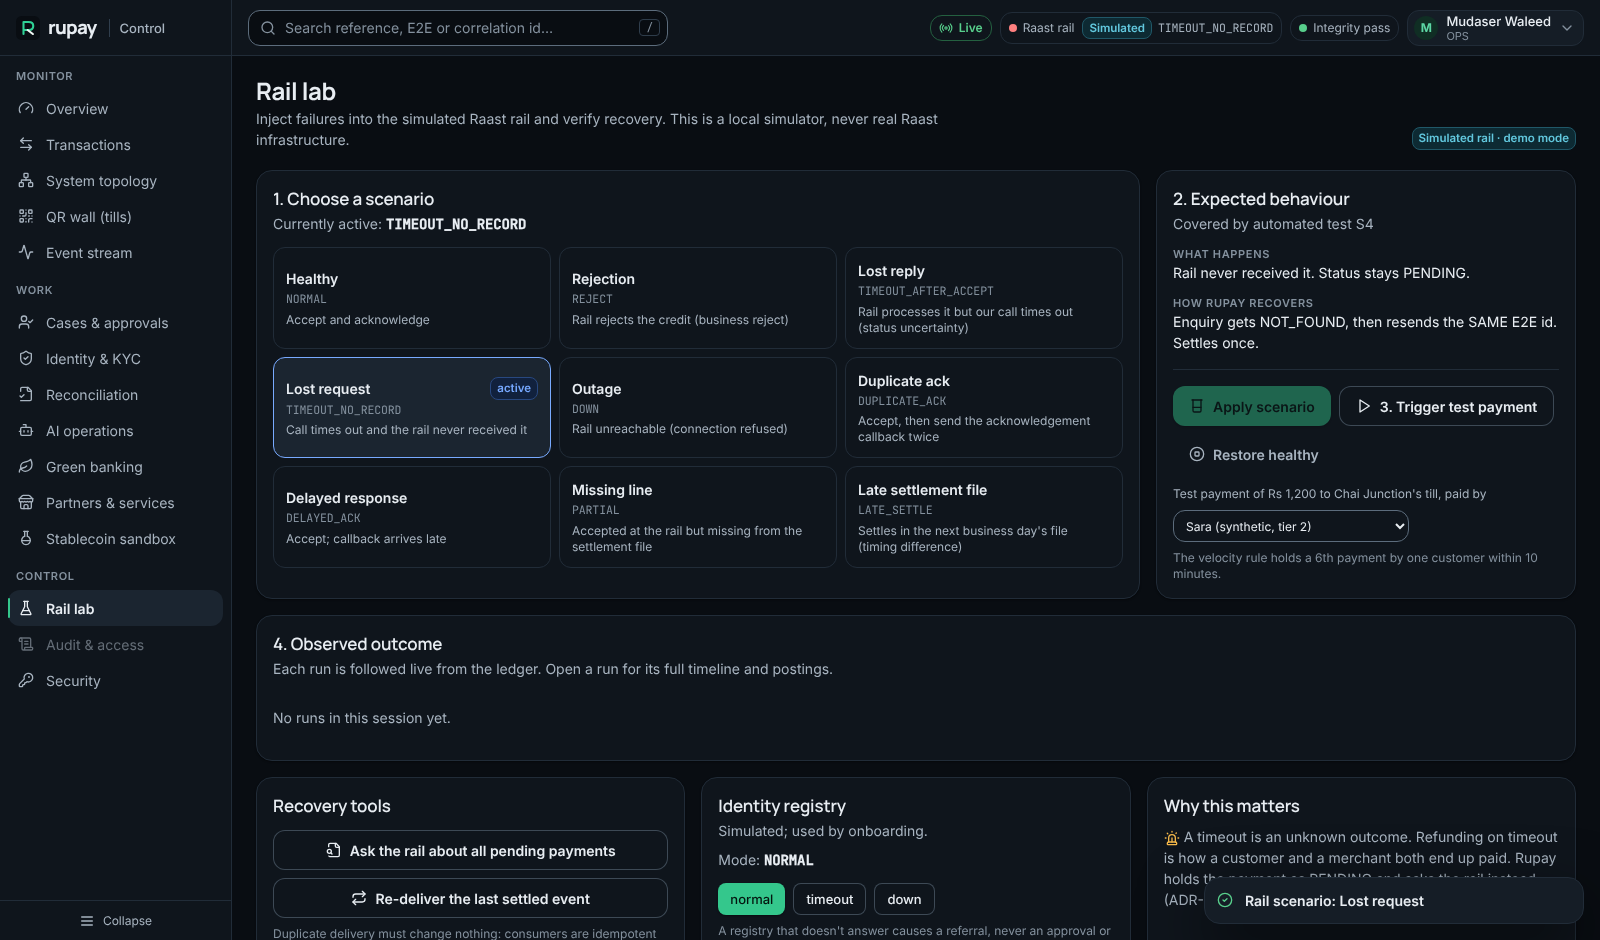 rupay
Control
Search reference, E2E or correlation id...
/
Live
Raast rail
Simulated
TIMEOUT_NO_RECORD
Integrity pass
M
Mudaser Waleed
OPS
MONITOR
Overview
Transactions
System topology
QR wall (tills)
Event stream
WORK
Cases & approvals
Identity & KYC
Reconciliation
AI operations
Green banking
Partners & services
Stablecoin sandbox
CONTROL
Rail lab
Audit & access
Security
Collapse
Rail lab
Inject failures into the simulated Raast rail and verify recovery. This is a local simulator, never real Raast
infrastructure.
Simulated rail · demo mode
1. Choose a scenario
Currently active: TIMEOUT_NO_RECORD
Healthy
NORMAL
Accept and acknowledge
Rejection
REJECT
Rail rejects the credit (business reject)
Lost reply
TIMEOUT_AFTER_ACCEPT
Rail processes it but our call times out
(status uncertainty)
Lost request
active
TIMEOUT_NO_RECORD
Call times out and the rail never received it
Outage
DOWN
Rail unreachable (connection refused)
Duplicate ack
DUPLICATE_ACK
Accept, then send the acknowledgement
callback twice
Delayed response
DELAYED_ACK
Accept; callback arrives late
Missing line
PARTIAL
Accepted at the rail but missing from the
settlement file
Late settlement file
LATE_SETTLE
Settles in the next business day's file
(timing difference)
2. Expected behaviour
Covered by automated test S4
WHAT HAPPENS
Rail never received it. Status stays PENDING.
HOW RUPAY RECOVERS
Enquiry gets NOT_FOUND, then resends the SAME E2E id.
Settles once.
Apply scenario
3. Trigger test payment
Restore healthy
Test payment of Rs 1,200 to Chai Junction's till, paid by
Sara (synthetic, tier 2)
The velocity rule holds a 6th payment by one customer within 10
minutes.
4. Observed outcome
Each run is followed live from the ledger. Open a run for its full timeline and postings.
No runs in this session yet.
Recovery tools
Ask the rail about all pending payments
Re-deliver the last settled event
Duplicate delivery must change nothing: consumers are idempotent
Identity registry
Simulated; used by onboarding.
Mode: NORMAL
normal
timeout
down
A registry that doesn't answer causes a referral, never an approval or
Why this matters
A timeout is an unknown outcome. Refunding on timeout
is how a customer and a merchant both end up paid. Rupay
holds the payment as PENDING and asks the rail instead
(ADR-
Rail scenario: Lost request